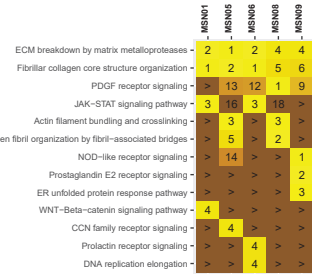 MSN01 MSN05 MSN06 MSN08 MSN09
ECM breakdown by matrix metalloproteases 2 1 2 4 4
Fibrillar collagen core structure organization 1 2 1 5 6
PDGF receptor signaling > 13 12 1 9
JAK-STAT signaling pathway 3 16 3 18 >
Actin filament bundling and crosslinking > 3 > 3 >
en fibril organization by fibril-associated bridges > 5 > 2 >
NOD-like receptor signaling > 14 > > 1
Prostaglandin E2 receptor signaling > > > > 2
ER unfolded protein response pathway > > > > 3
WNT-Beta-catenin signaling pathway 4 > > > >
CCN family receptor signaling > 4 > > >
Prolactin receptor signaling > > 4 > >
DNA replication elongation > > 4 > >